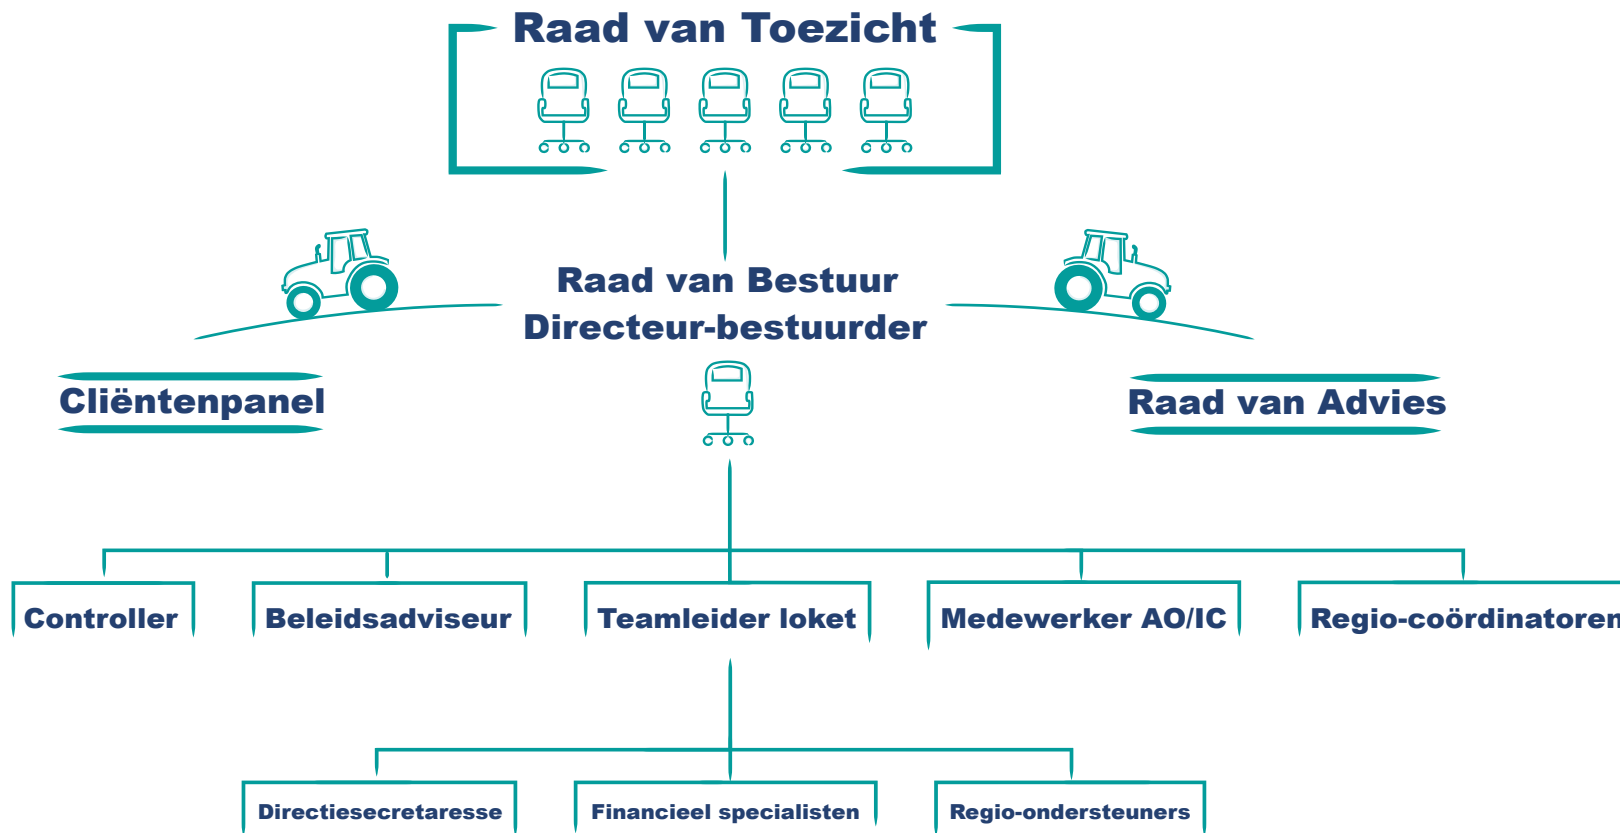 Raad van Toezicht
Raad van Bestuur
Directeur-bestuurder
Cliëntenpanel
Raad van Advies
Controller
Beleidsadviseur
Teamleider loket
Medewerker AO/IC
Regio-coördinatoren
Directiesecretaresse
Financieel specialisten
Regio-ondersteuners